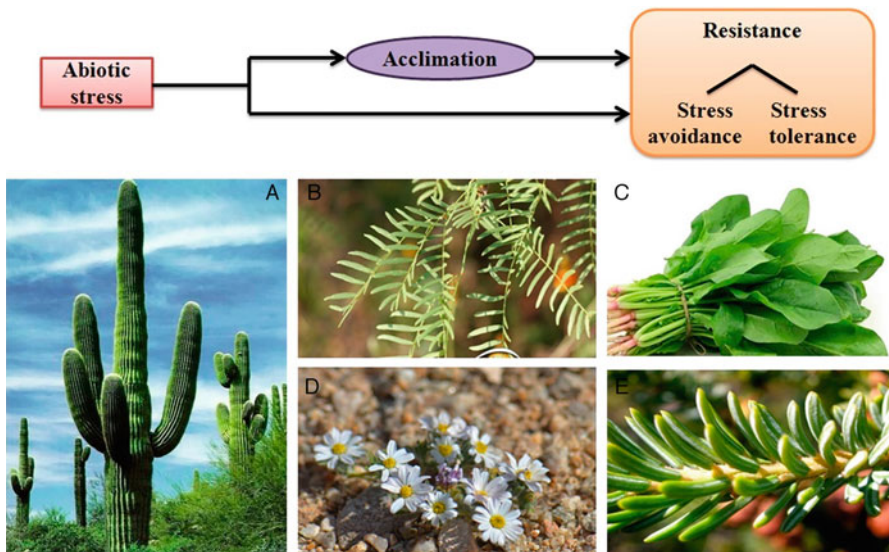 Resistance
Acclimation
Abiotic
stress
Stress
avoidance
Stress
tolerance
A
B
C
D
E